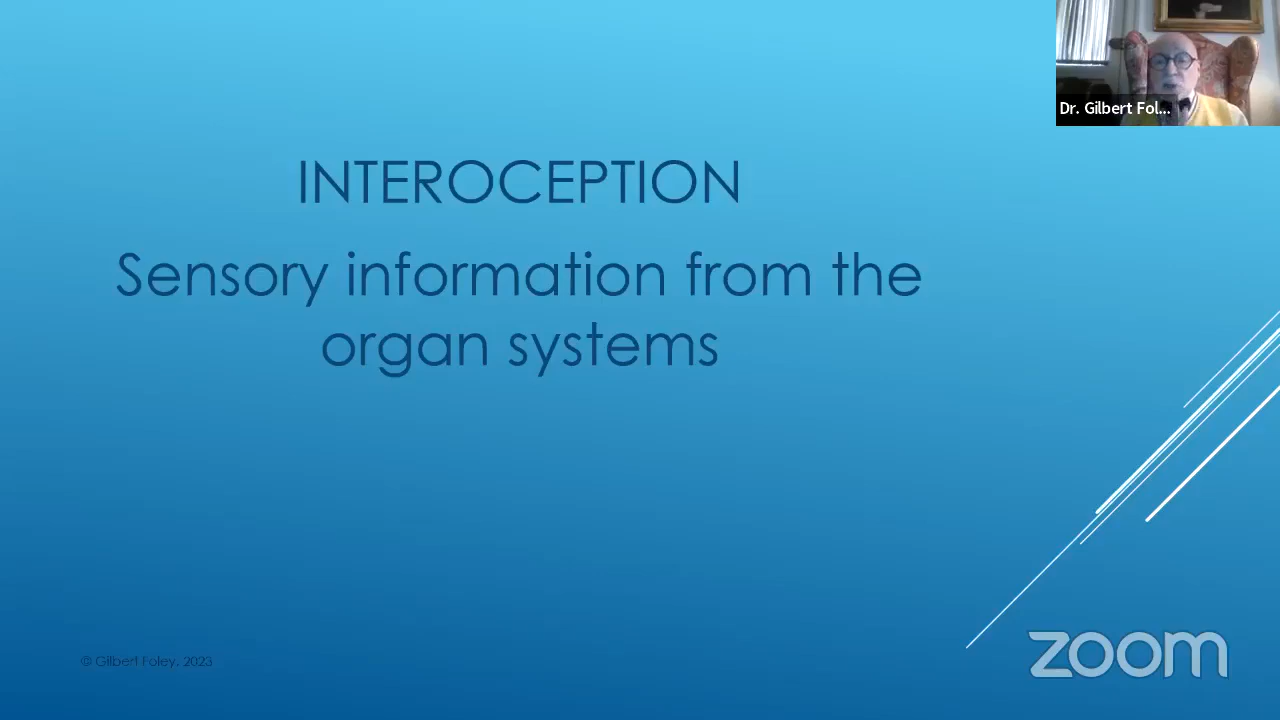 Dr. Gilbert Fol...
INTEROCEPTION
Sensory information from the
organ systems
© Gilbert Foley, 2023
zoom